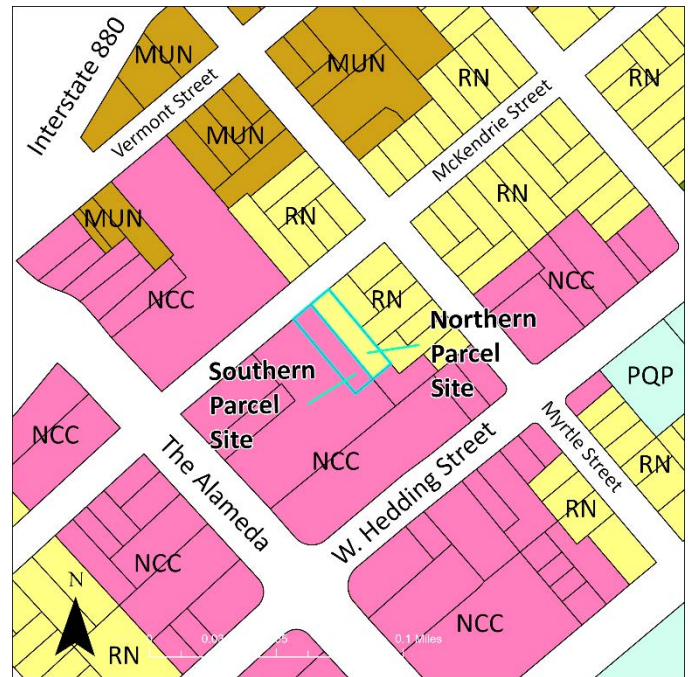 Interstate 880
MUN
Vermont Street
MUN
RN
MUN
McKendrie Street
RN
RN
MUN
RN
NCC
RN
NCC
Northern
Parcel
Site
Southern
Parcel
Site
PQP
NCC
NCC
Myrtle Street
RN
The Alameda
W. Hedding Street
RN
NCC
N
NCC
RN
0.1 Miles